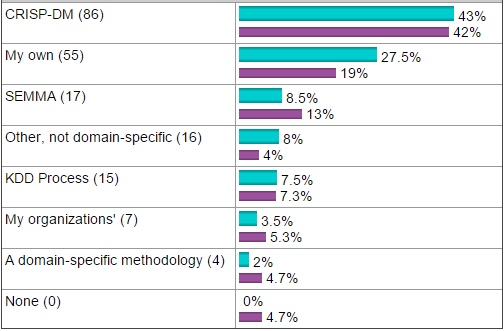 CRISP-DM (86)
43%
42%
My own (55)
27.5%
19%
SEMMA (17)
8.5%
13%
Other, not domain-specific (16)
8%
4%
KDD Process (15)
7.5%
7.3%
My organizations' (7)
3.5%
5.3%
A domain-specific methodology (4)
2%
4.7%
None (0)
0%
4.7%